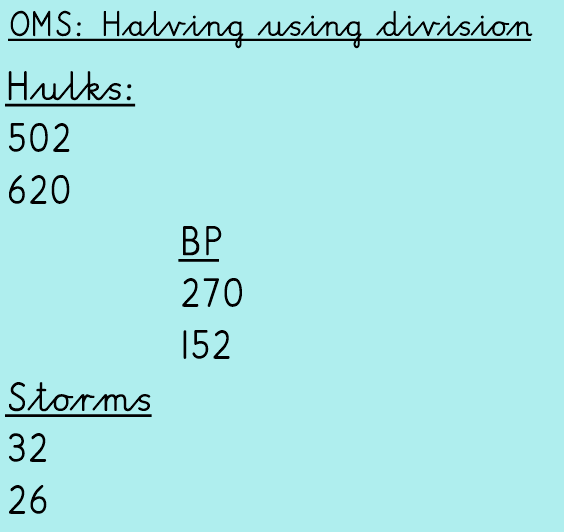 OMS: Halving using division
Hulks:
502
620
BP
270
152
Storms
32
26